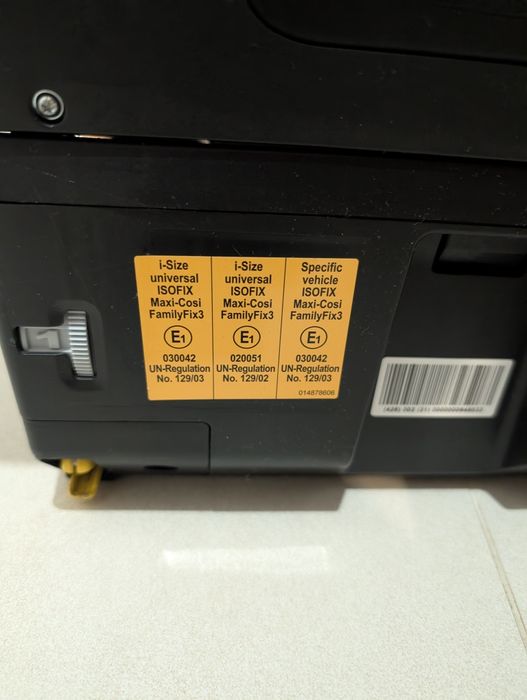 i-Size
universal
ISOFIX
Maxi-Cosi
FamilyFix3
E1
030042
UN-Regulation
No. 129/03
i-Size
universal
ISOFIX
Maxi-Cosi
FamilyFix3
E1
020051
UN-Regulation
No. 129/02
Specific
vehicle
ISOFIX
Maxi-Cosi
FamilyFix3
E1
030042
UN-Regulation
No. 129/03
014878606
1